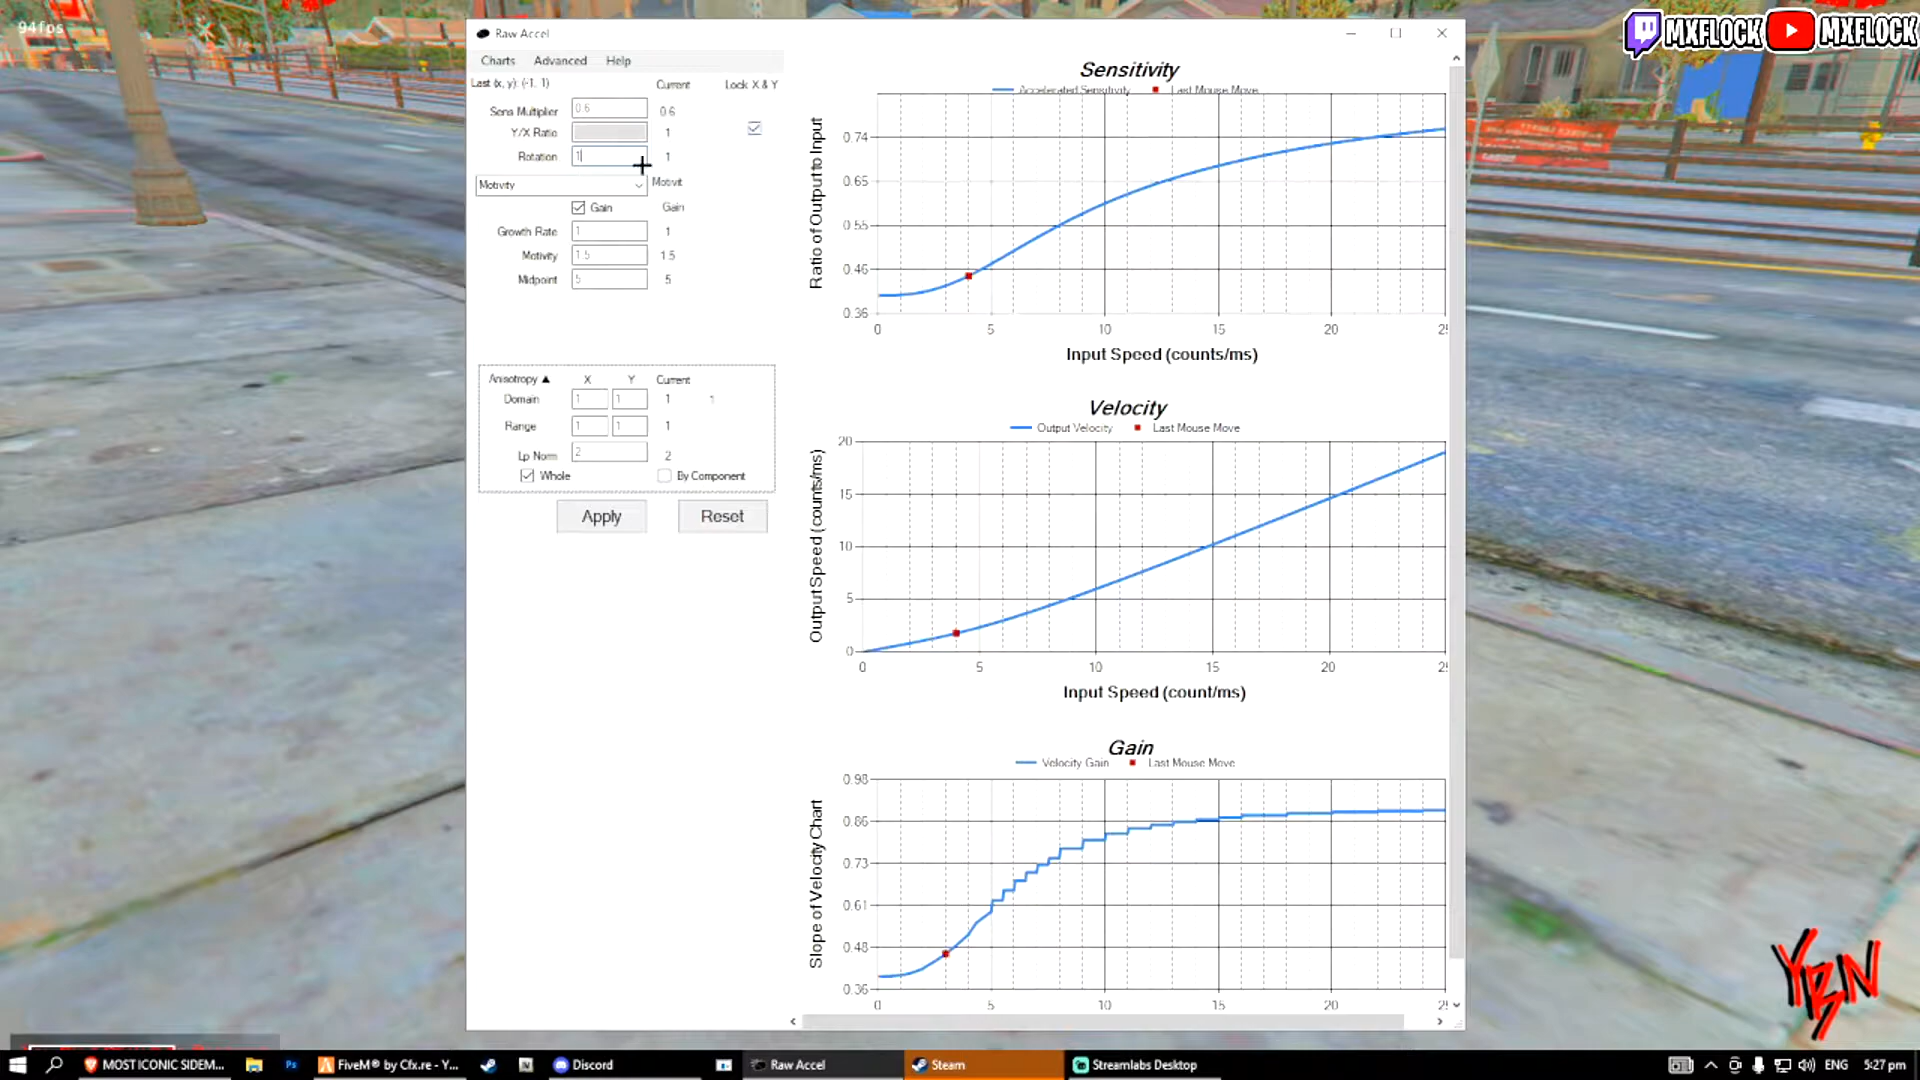 94fps
MXFLOCK MXFLOCK
Raw Accel
Charts Advanced Help
Last (x, y): (-1, 1) Current Lock X & Y
Sens Multiplier 0.6 0.6
Y/X Ratio 1
Rotation 1 1
Motivity Motivit
Gain Gain
Growth Rate 1 1
Motivity 1.5 1.5
Midpoint 5 5
Anisotropy ▲ X Y Current
Domain 1 1 1 1
Range 1 1 1
Lp Norm 2 2
Whole By Component
Apply Reset
Sensitivity
Accelerated Sensitivity Last Mouse Move
Ratio of Output to Input
0.74
0.65
0.55
0.46
0.36
0 5 10 15 20 25
Input Speed (counts/ms)
Velocity
Output Velocity Last Mouse Move
Output Speed (counts/ms)
20
15
10
5
0
0 5 10 15 20 25
Input Speed (count/ms)
Gain
Velocity Gain Last Mouse Move
Slope of Velocity Chart
0.98
0.86
0.73
0.61
0.48
0.36
0 5 10 15 20 25
YBN
MOST ICONIC SIDEM... Ps FiveM® by Cfx.re - Y... Discord Raw Accel Steam Streamlabs Desktop ENG 5:27 pm